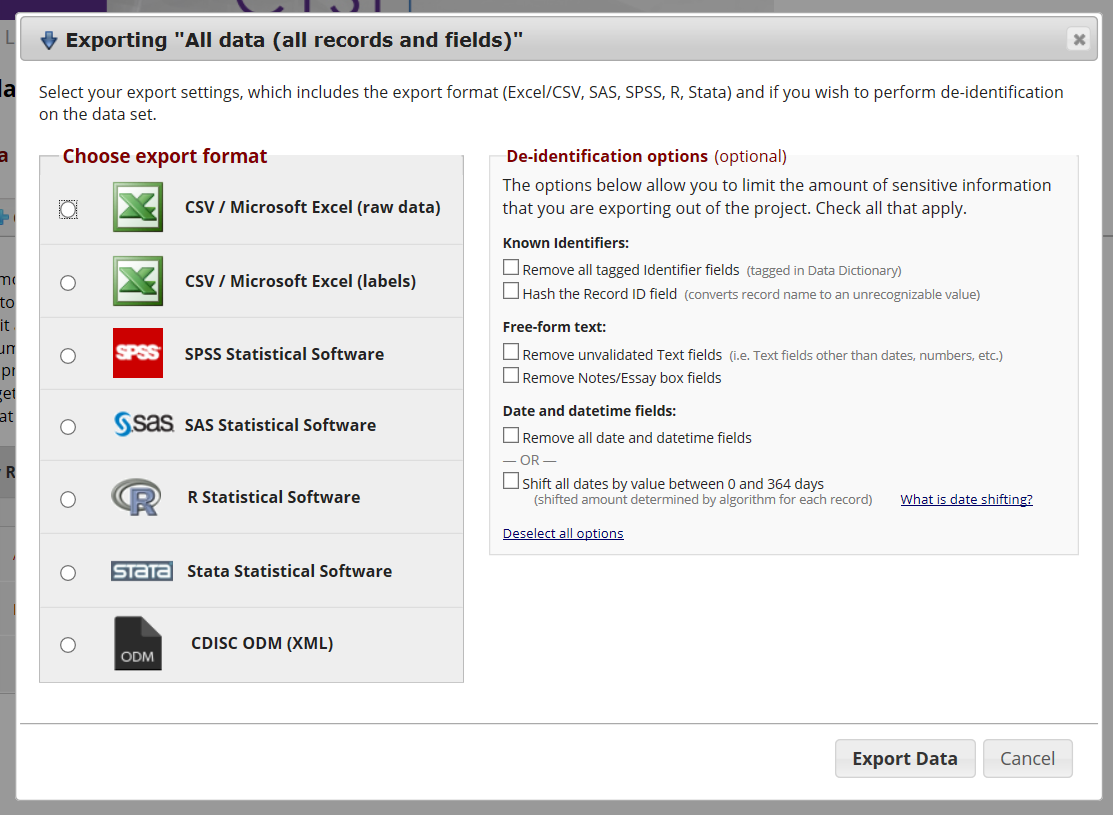 Exporting "All data (all records and fields)"
Select your export settings, which includes the export format (Excel/CSV, SAS, SPSS, R, Stata) and if you wish to perform de-identification
on the data set.
Choose export format
CSV / Microsoft Excel (raw data)
CSV / Microsoft Excel (labels)
SPSS
SPSS Statistical Software
sas
SAS Statistical Software
R
R Statistical Software
STATA
Stata Statistical Software
ODM
CDISC ODM (XML)
De-identification options (optional)
The options below allow you to limit the amount of sensitive information
that you are exporting out of the project. Check all that apply.
Known Identifiers:
Remove all tagged Identifier fields (tagged in Data Dictionary)
Hash the Record ID field (converts record name to an unrecognizable value)
Free-form text:
Remove unvalidated Text fields (i.e. Text fields other than dates, numbers, etc.)
Remove Notes/Essay box fields
Date and datetime fields:
Remove all date and datetime fields
— OR —
Shift all dates by value between 0 and 364 days
(shifted amount determined by algorithm for each record) What is date shifting?
Deselect all options
Export Data Cancel